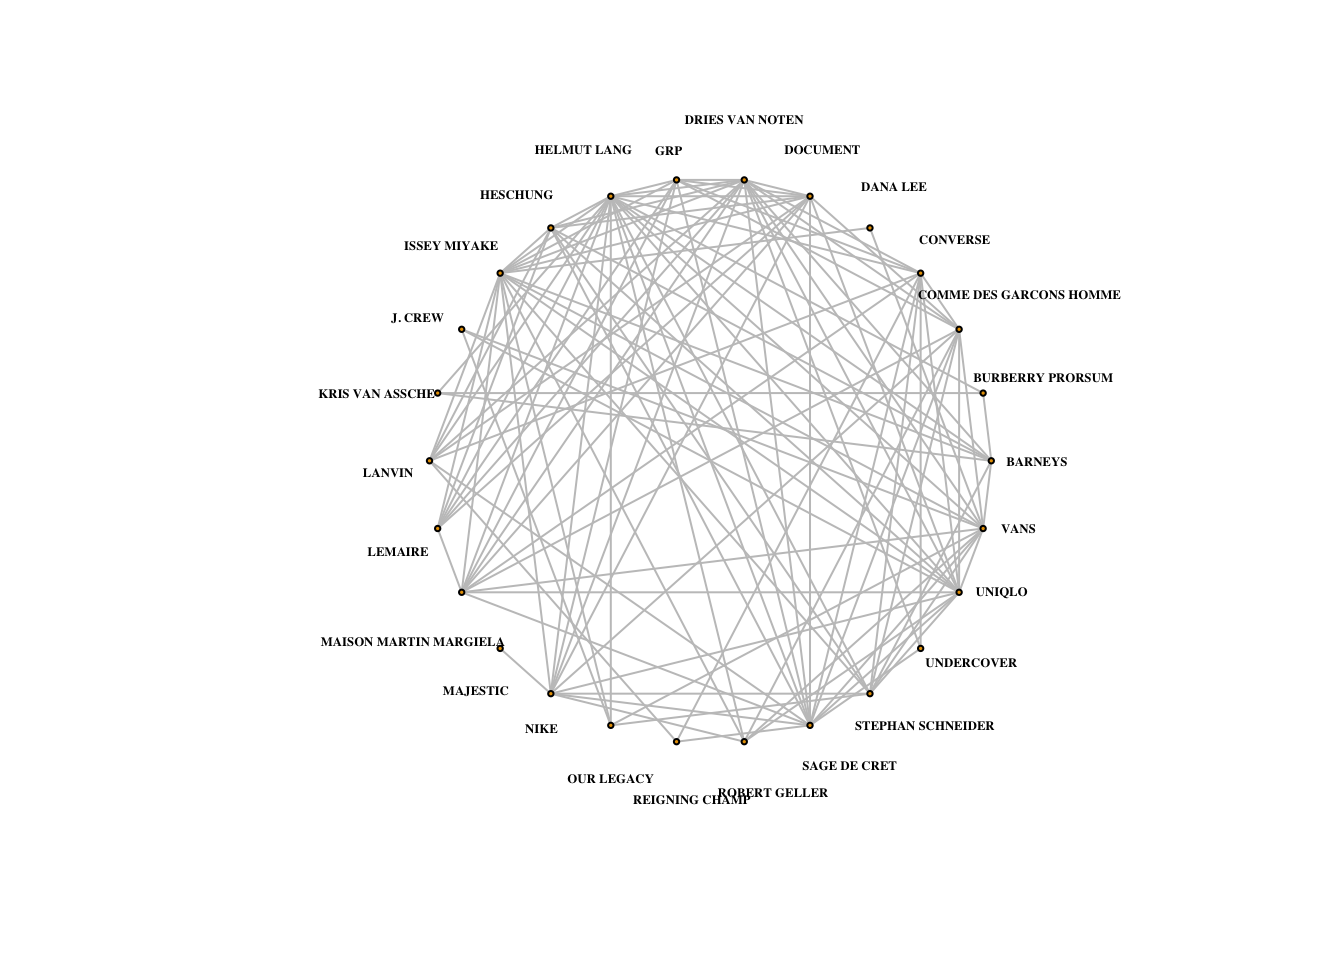 DRIES VAN NOTEN
HELMUT LANG
GRP
DOCUMENT
DANA LEE
HESCHUNG
CONVERSE
ISSEY MIYAKE
COMME DES GARCONS HOMME
J. CREW
BURBERRY PRORSUM
KRIS VAN ASSCHE
BARNEYS
LANVIN
VANS
LEMAIRE
UNIQLO
MAISON MARTIN MARGIELA
UNDERCOVER
MAJESTIC
STEPHAN SCHNEIDER
NIKE
SAGE DE CRET
OUR LEGACY
ROBERT GELLER
REIGNING CHAMP